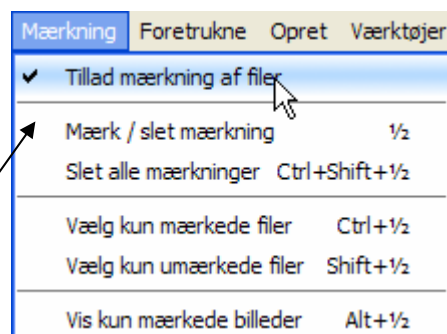 Mærkning Foretrukne Opret Værktøjer
✔ Tillad mærkning af filer
Mærk / slet mærkning ½
Slet alle mærkninger Ctrl+Shift+½
Vælg kun mærkede filer Ctrl+½
Vælg kun umærkede filer Shift+½
Vis kun mærkede billeder Alt+½